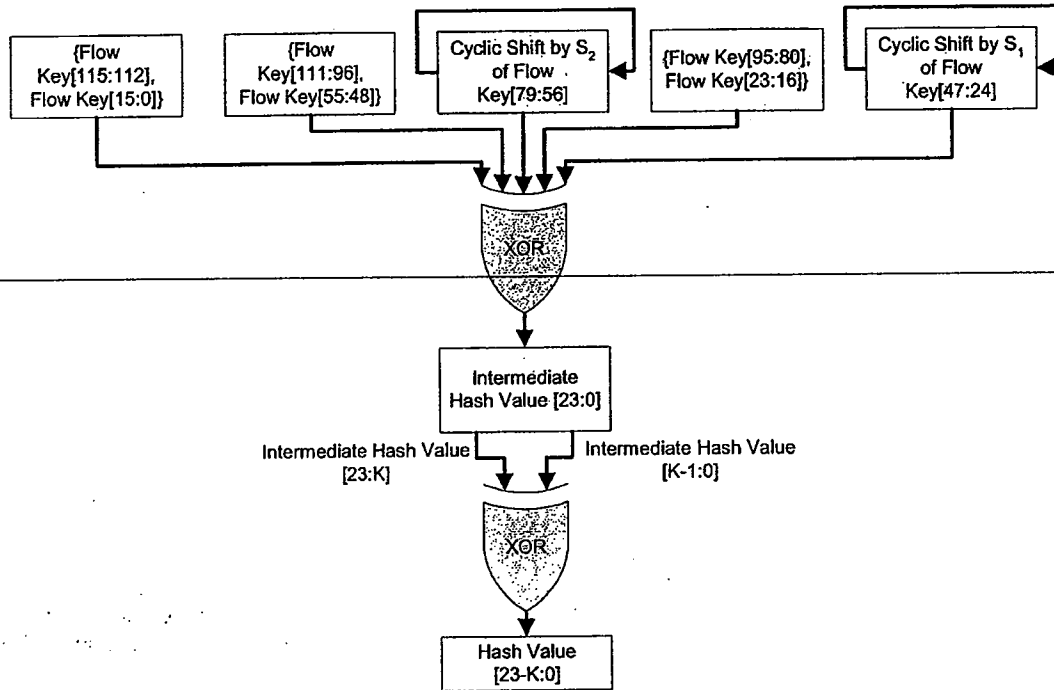 {Flow
Key[115:112],
Flow Key[15:0]}
{Flow
Key[111:96],
Flow Key[55:48]}
Cyclic Shift by S2
of Flow
Key[79:56]
{Flow Key[95:80],
Flow Key[23:16]}
Cyclic Shift by S1
of Flow
Key[47:24]
XOR
Intermediate
Hash Value [23:0]
Intermediate Hash Value
[23:K]
Intermediate Hash Value
[K-1:0]
XOR
Hash Value
[23-K:0]